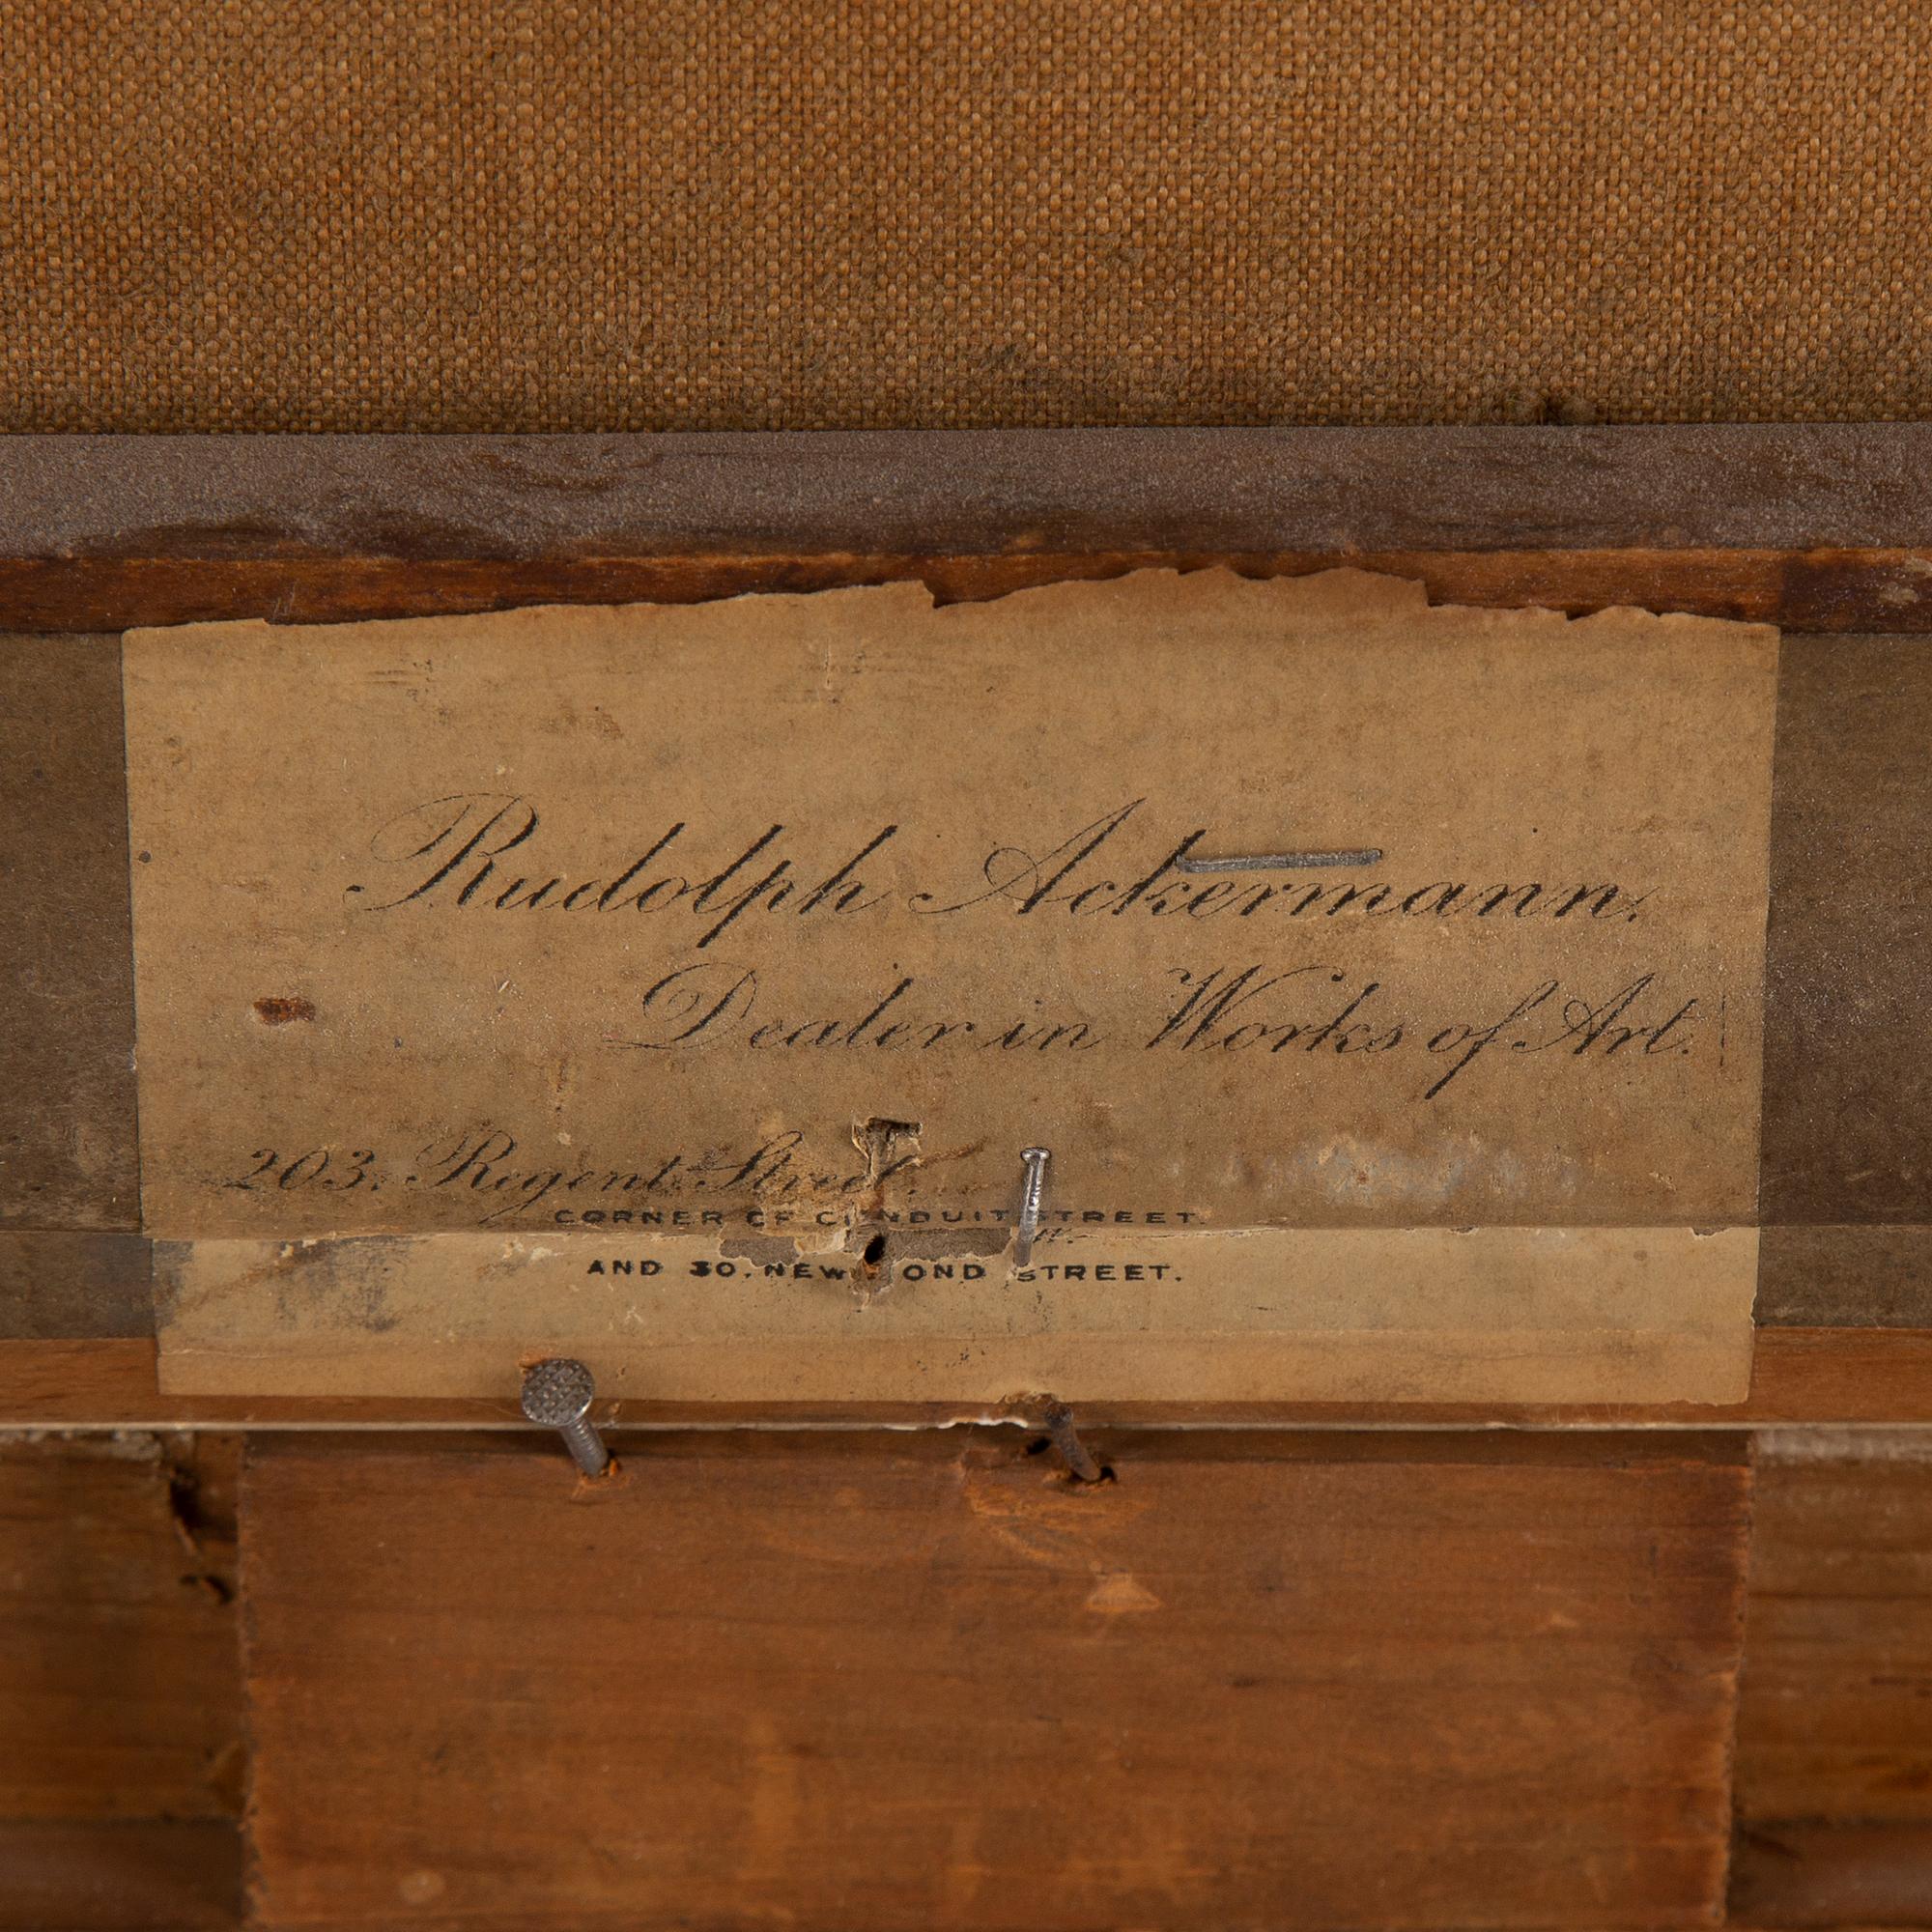 Rudolph Ackermann.
Dealer in Works of Art.
203, Regent Street.
CORNER OF CONDUIT STREET.
AND 30, NEW BOND STREET.